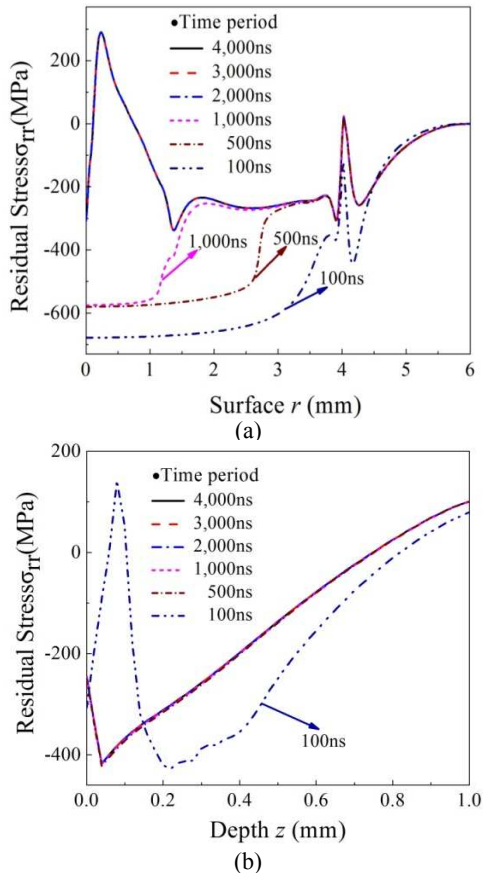 200
0
-200
-400
-600
Residual Stressσrr(MPa)
•Time period
4,000ns
3,000ns
2,000ns
1,000ns
500ns
100ns
1,000ns
500ns
100ns
0 1 2 3 4 5 6
Surface r (mm)
(a)
200
0
-200
-400
Residual Stressσrr(MPa)
•Time period
4,000ns
3,000ns
2,000ns
1,000ns
500ns
100ns
100ns
0.0 0.2 0.4 0.6 0.8 1.0
Depth z (mm)
(b)